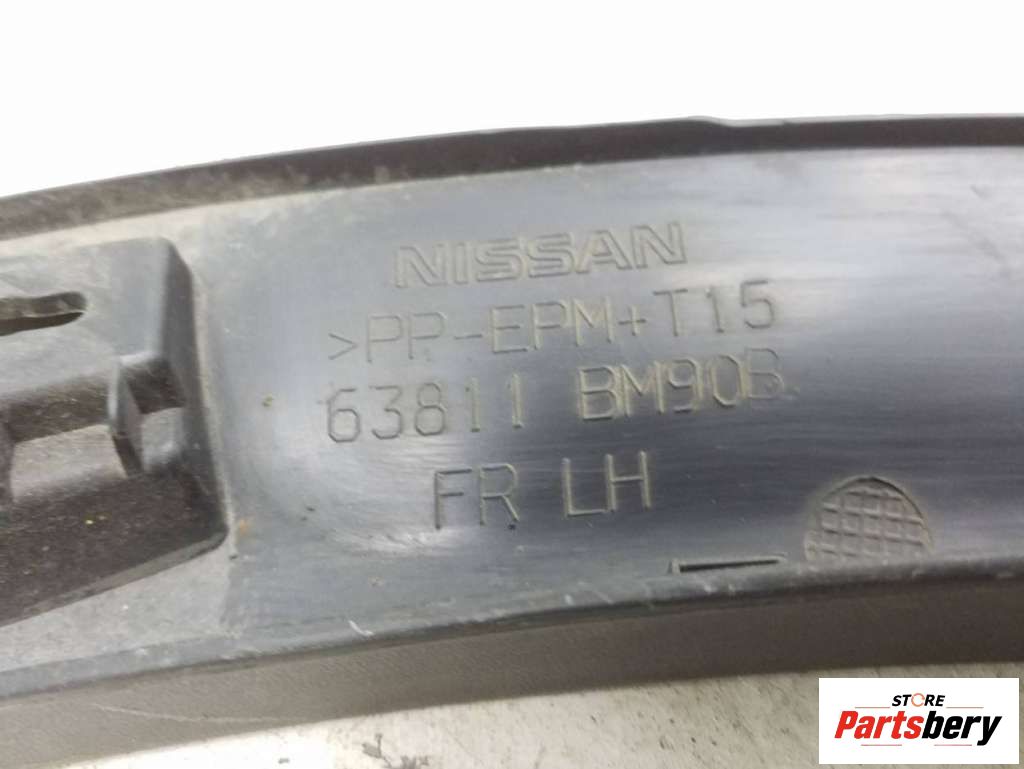 NISSAN
>PP-EPM+T15
63811 BM90B
FR LH
STORE
Partsbery